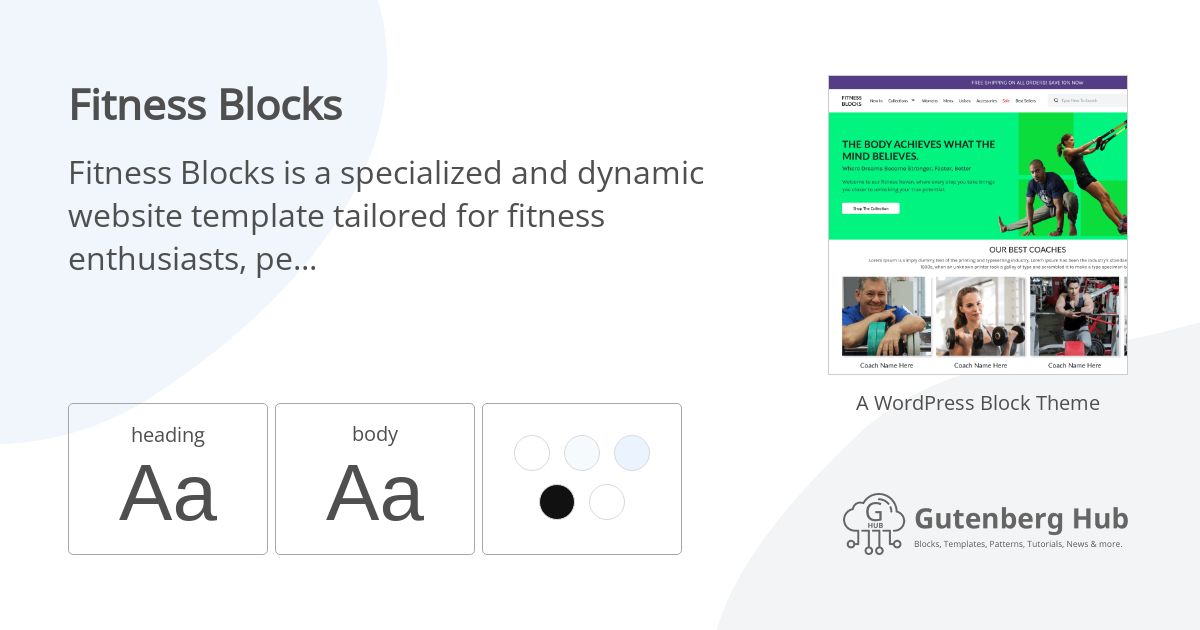 Fitness Blocks
Fitness Blocks is a specialized and dynamic
website template tailored for fitness
enthusiasts, pe...
heading
Aa
body
Aa
FREE SHIPPING ON ALL ORDERS! SAVE 10% NOW
FITNESS
BLOCKS
New In Collections Womens Mens Unisex Accessories Sale Best Sellers
Type Here To Search
THE BODY ACHIEVES WHAT THE
MIND BELIEVES.
Where Dreams Become Stronger, Faster, Better
Welcome to our fitness haven, where every step you take brings
you closer to unlocking your true potential.
Shop The Collection
OUR BEST COACHES
Lorem Ipsum is simply dummy text of the printing and typesetting industry. Lorem Ipsum has been the industry's standar
1500s, when an unknown printer took a galley of type and scrambled it to make a type specimen b
Coach Name Here
Coach Name Here
Coach Name Here
A WordPress Block Theme
G
HUB
Gutenberg Hub
Blocks, Templates, Patterns, Tutorials, News & more.